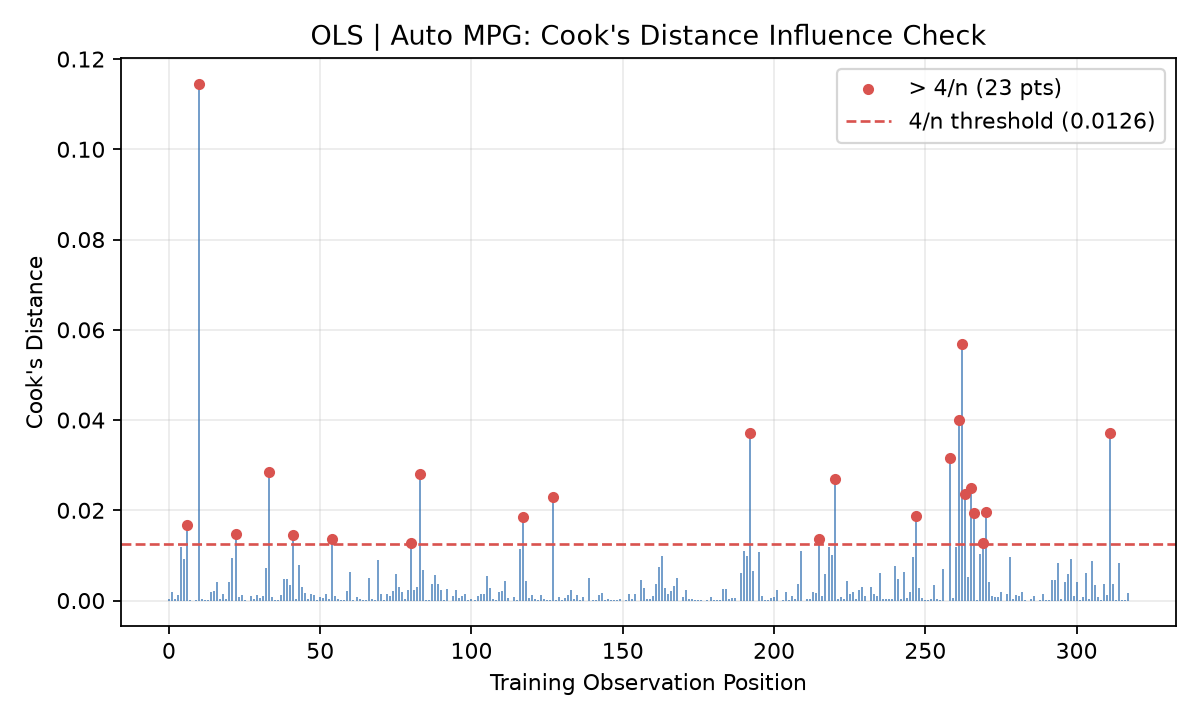 OLS | Auto MPG: Cook's Distance Influence Check
> 4/n (23 pts)
4/n threshold (0.0126)
Cook's Distance
0.12
0.10
0.08
0.06
0.04
0.02
0.00
0 50 100 150 200 250 300
Training Observation Position